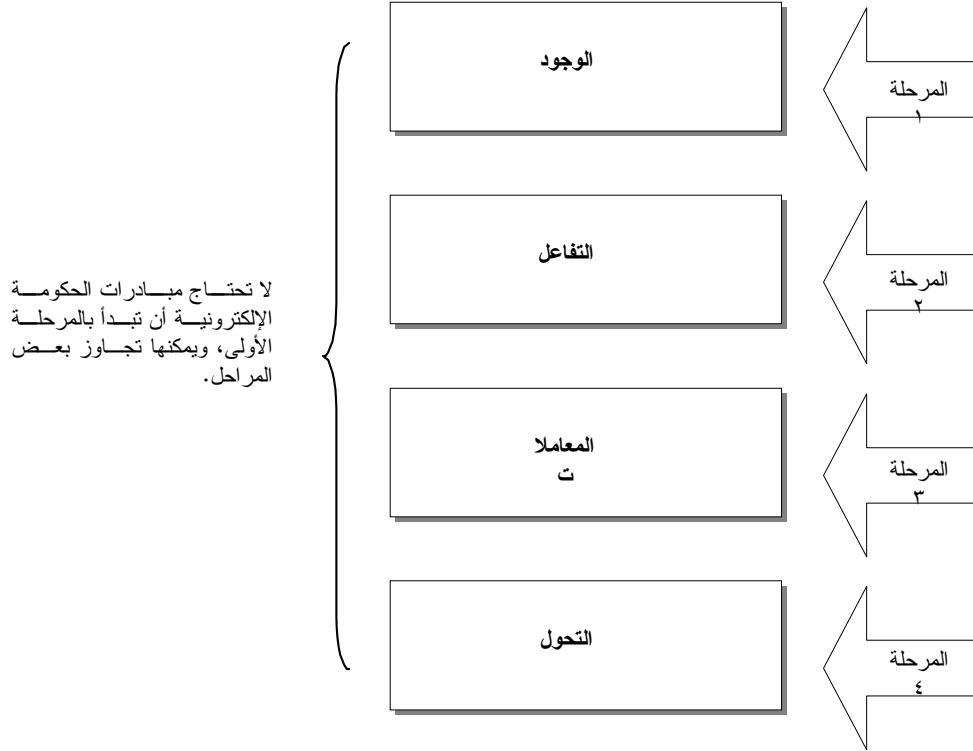 المرحلة
١
الوجود
المرحلة
٢
التفاعل
المرحلة
٣
المعاملا
ت
المرحلة
٤
التحول
لا تحتاج مبادرات الحكومة
الإلكترونية أن تبدأ بالمرحلة
الأولى، ويمكنها تجاوز بعض
المراحل.